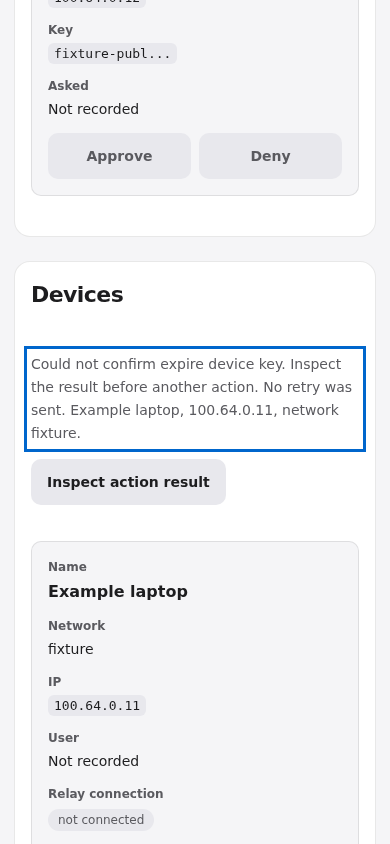 Key
fixture-publ...
Asked
Not recorded
Approve
Deny
Devices
Could not confirm expire device key. Inspect
the result before another action. No retry was
sent. Example laptop, 100.64.0.11, network
fixture.
Inspect action result
Name
Example laptop
Network
fixture
IP
100.64.0.11
User
Not recorded
Relay connection
not connected